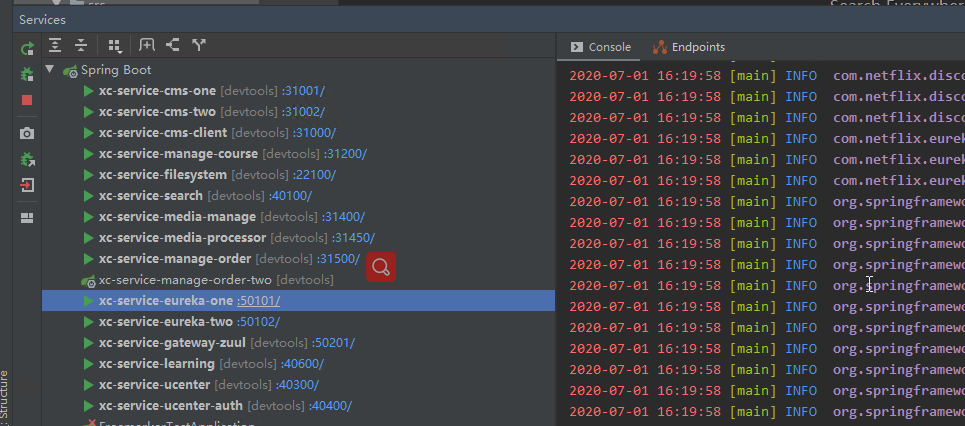 Services
Console
Endpoints
Spring Boot
xc-service-cms-one [devtools] :31001/
xc-service-cms-two [devtools] :31002/
xc-service-cms-client [devtools] :31000/
xc-service-manage-course [devtools] :31200/
xc-service-filesystem [devtools] :22100/
xc-service-search [devtools] :40100/
xc-service-media-manage [devtools] :31400/
xc-service-media-processor [devtools] :31450/
xc-service-manage-order [devtools] :31500/
xc-service-manage-order-two [devtools]
xc-service-eureka-one :50101/
xc-service-eureka-two :50102/
xc-service-gateway-zuul [devtools] :50201/
xc-service-learning [devtools] :40600/
xc-service-ucenter [devtools] :40300/
xc-service-ucenter-auth [devtools] :40400/
2020-07-01 16:19:58 [main] INFO com.netflix.disco
2020-07-01 16:19:58 [main] INFO com.netflix.disco
2020-07-01 16:19:58 [main] INFO com.netflix.disco
2020-07-01 16:19:58 [main] INFO com.netflix.eurek
2020-07-01 16:19:58 [main] INFO com.netflix.eurek
2020-07-01 16:19:58 [main] INFO com.netflix.eurek
2020-07-01 16:19:58 [main] INFO org.springframewo
2020-07-01 16:19:58 [main] INFO org.springframewo
2020-07-01 16:19:58 [main] INFO org.springframewo
2020-07-01 16:19:58 [main] INFO org.springframewo
2020-07-01 16:19:58 [main] INFO org.springframewo
2020-07-01 16:19:58 [main] INFO org.springframewo
2020-07-01 16:19:58 [main] INFO org.springframewo
2020-07-01 16:19:58 [main] INFO org.springframewo
2020-07-01 16:19:58 [main] INFO org.springframewo
2020-07-01 16:19:58 [main] INFO org.springframewo
2020-07-01 16:19:58 [main] INFO org.springframewo
Structure